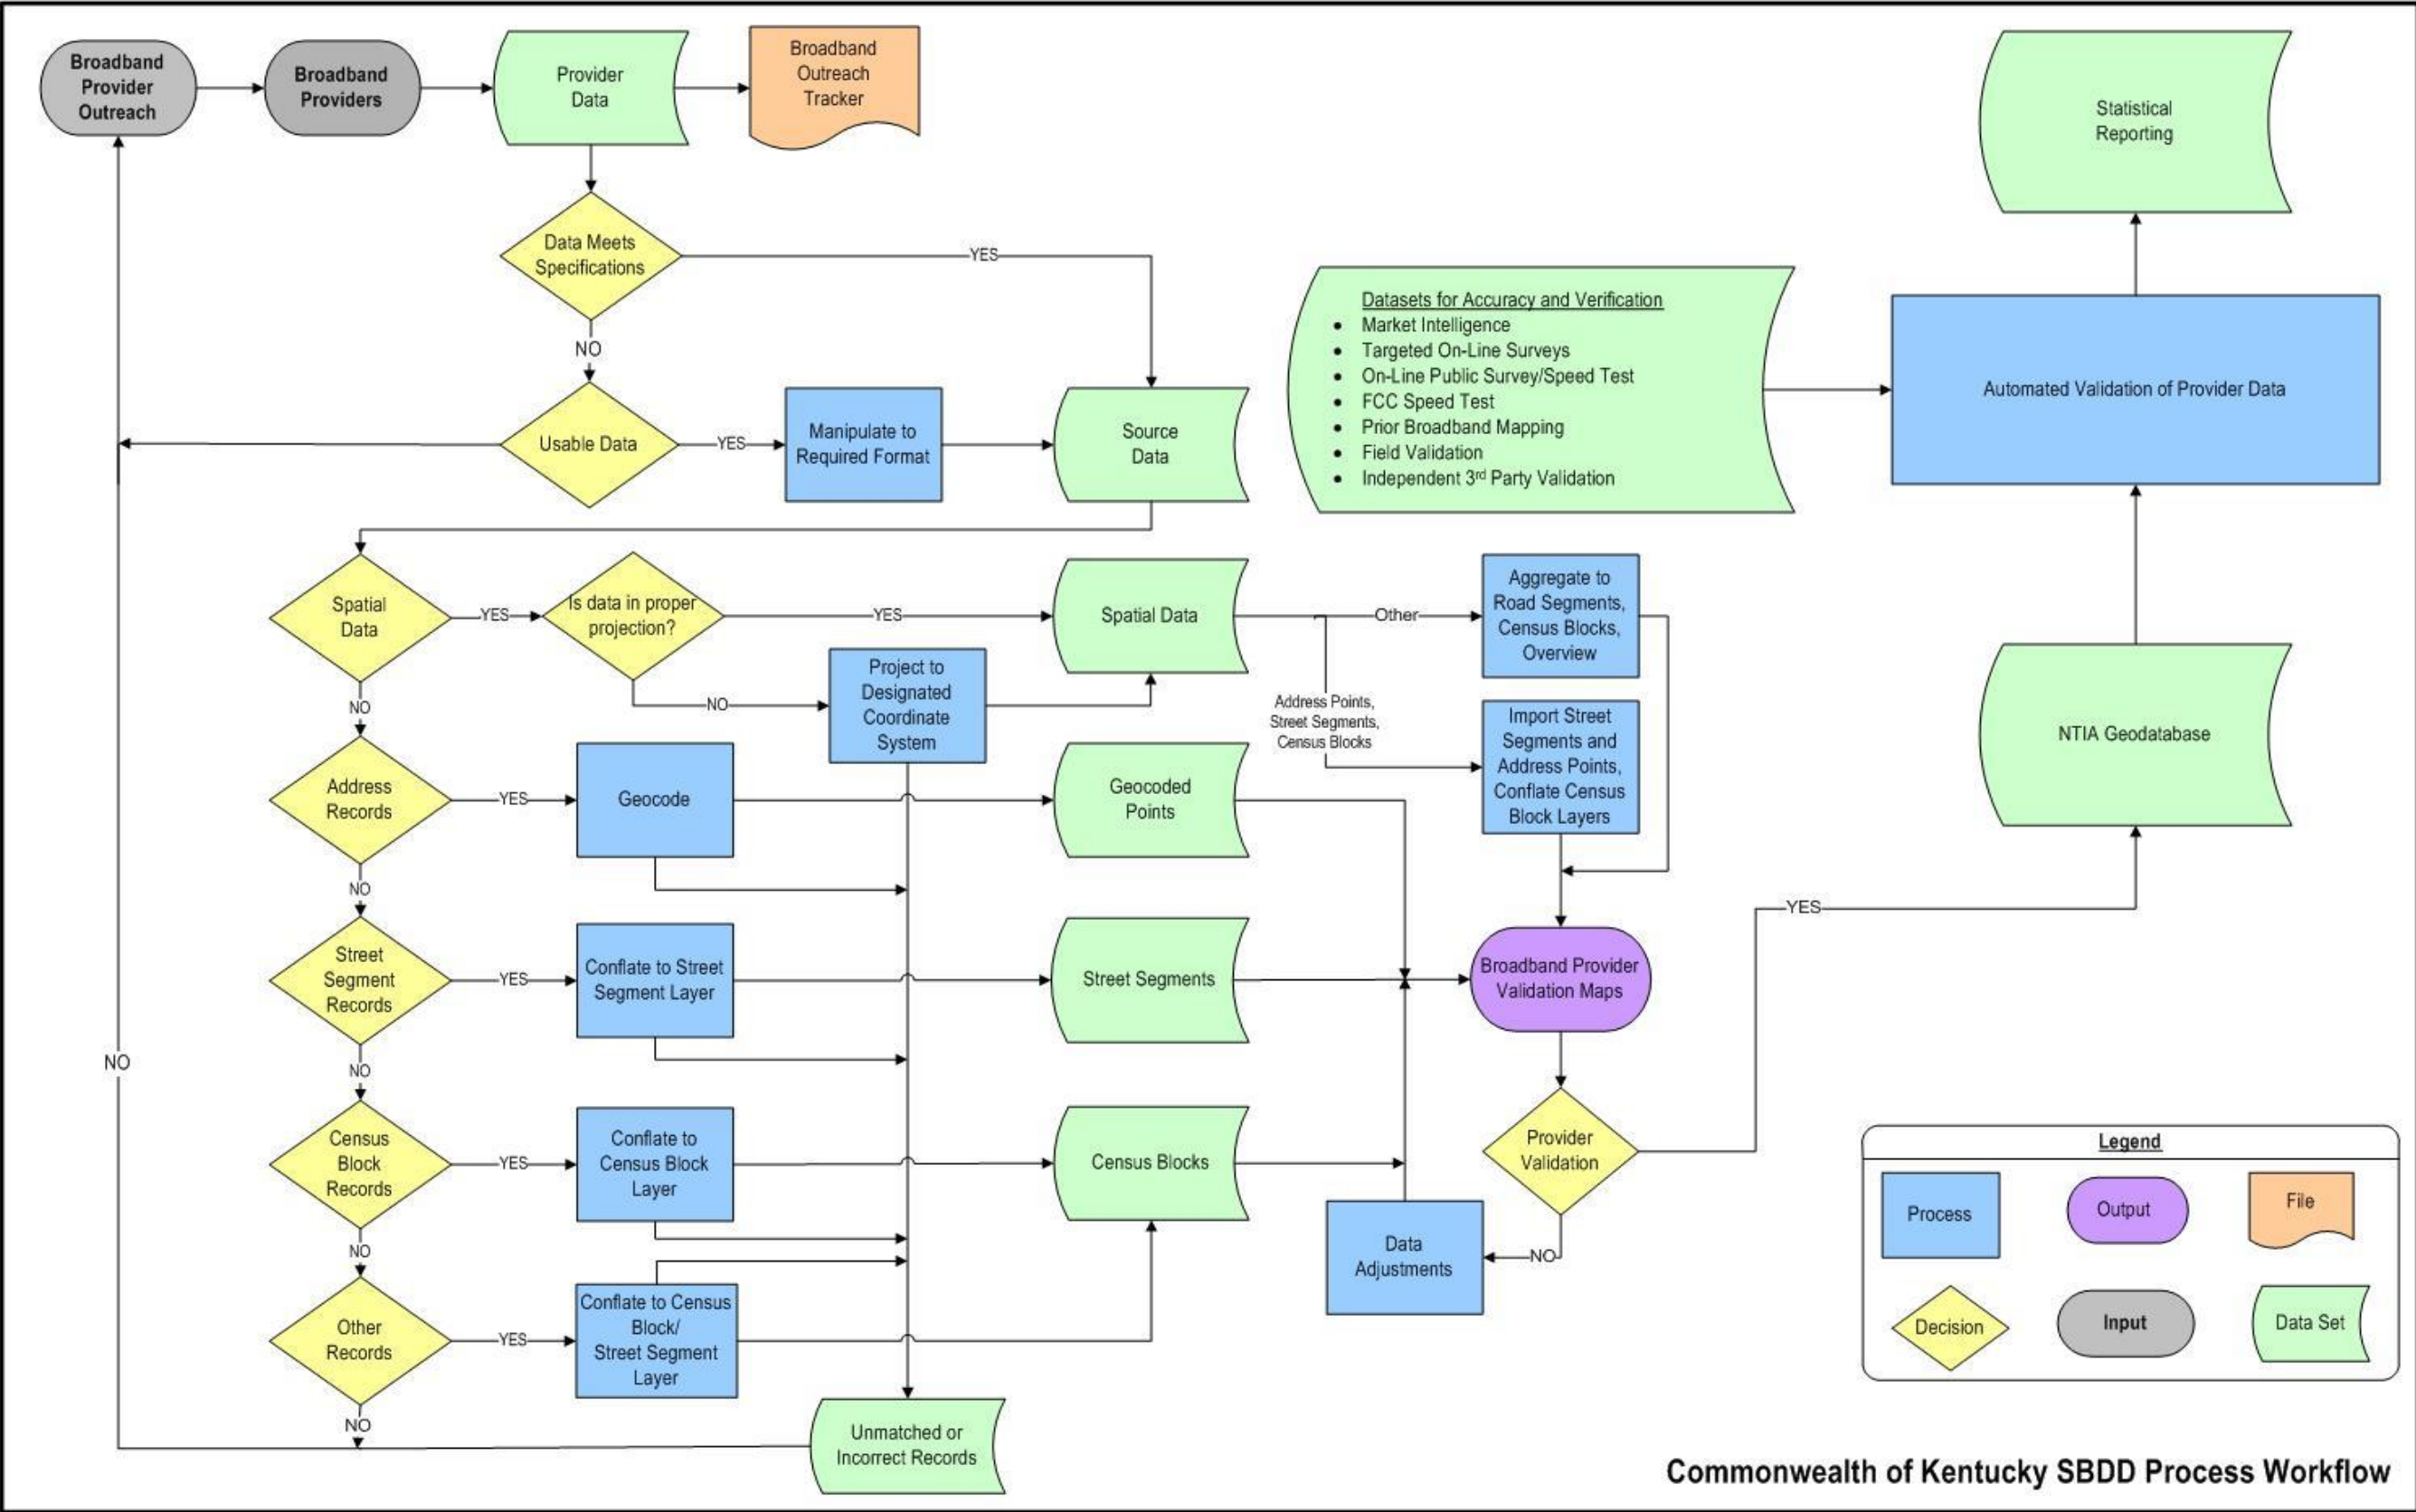 Broadband
Provider
Outreach
Broadband
Providers
Provider
Data
Broadband
Outreach
Tracker
Statistical
Reporting
Data Meets
Specifications
YES
NO
Datasets for Accuracy and Verification
• Market Intelligence
• Targeted On-Line Surveys
• On-Line Public Survey/Speed Test
• FCC Speed Test
• Prior Broadband Mapping
• Field Validation
• Independent 3rd Party Validation
Automated Validation of Provider Data
Usable Data
YES
Manipulate to
Required Format
Source
Data
Spatial
Data
YES
Is data in proper
projection?
YES
Spatial Data
Other
Aggregate to
Road Segments,
Census Blocks,
Overview
NO
NO
Project to
Designated
Coordinate
System
Address Points,
Street Segments,
Census Blocks
Import Street
Segments and
Address Points,
Conflate Census
Block Layers
NTIA Geodatabase
Address
Records
YES
Geocode
Geocoded
Points
NO
YES
Street
Segment
Records
YES
Conflate to Street
Segment Layer
Street Segments
Broadband Provider
Validation Maps
NO
NO
Census
Block
Records
YES
Conflate to
Census Block
Layer
Census Blocks
Provider
Validation
NO
Data
Adjustments
NO
Other
Records
YES
Conflate to Census
Block/
Street Segment
Layer
NO
Unmatched or
Incorrect Records
Legend
Process
Output
File
Decision
Input
Data Set
Commonwealth of Kentucky SBDD Process Workflow